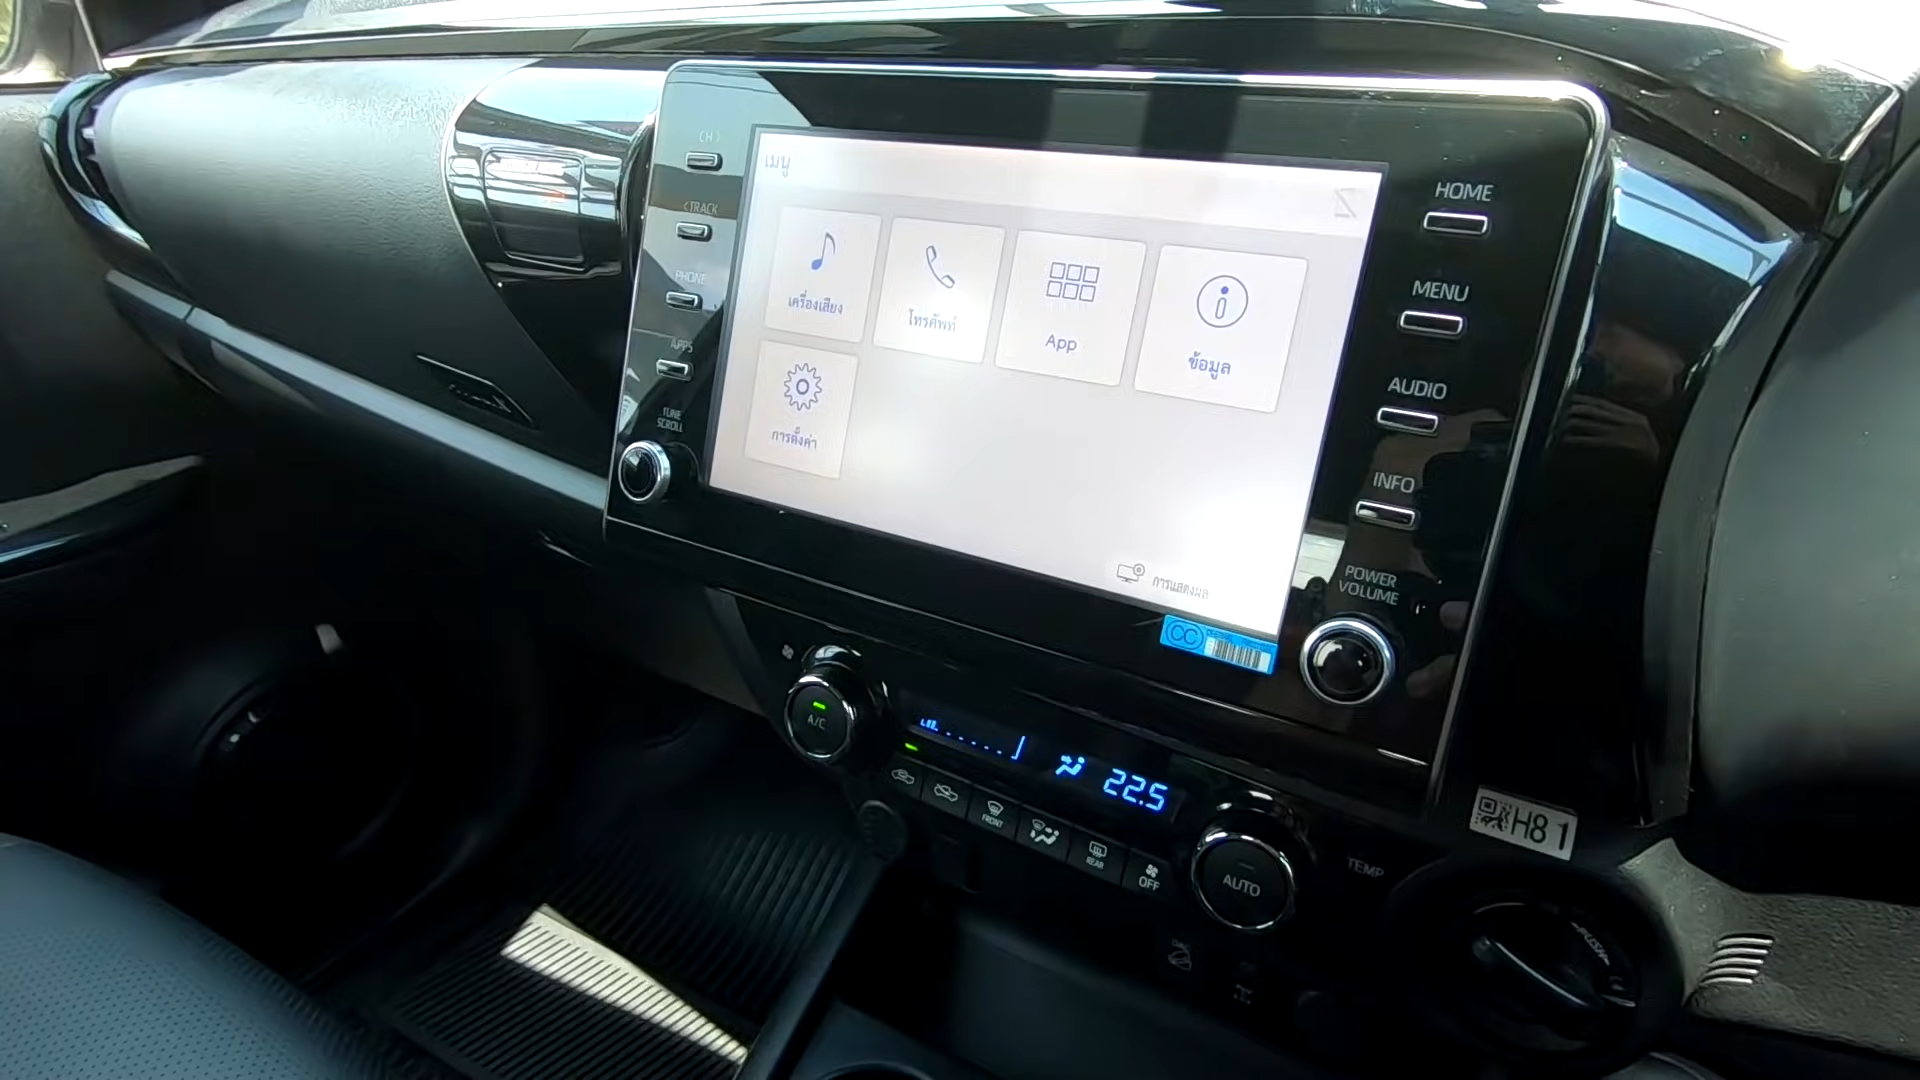 CH >
< TRACK
PHONE
APPS
TUNE
SCROLL
เมนู
เครื่องเสียง
โทรศัพท์
App
ข้อมูล
การตั้งค่า
การแสดงผล
HOME
MENU
AUDIO
INFO
POWER
VOLUME
CC
A/C
22.5
FRONT
REAR
OFF
AUTO
TEMP
H81
PUSH